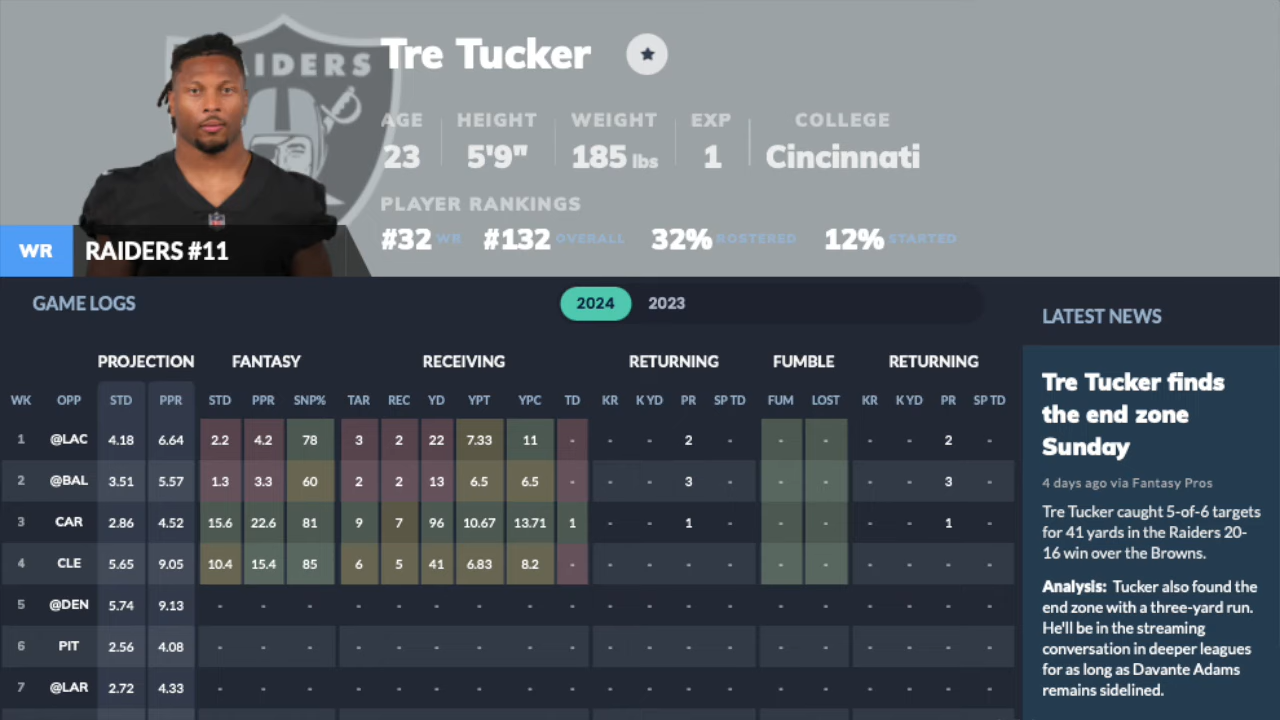 RAIDERS
Tre Tucker
AGE HEIGHT WEIGHT EXP COLLEGE
23 5'9" 185 lbs 1 Cincinnati
PLAYER RANKINGS
#32 WR #132 OVERALL 32% ROSTERED 12% STARTED
WR RAIDERS #11
GAME LOGS 2024 2023
PROJECTION FANTASY RECEIVING RETURNING FUMBLE RETURNING
WK OPP STD PPR STD PPR SNP% TAR REC YD YPT YPC TD KR K YD PR SP TD FUM LOST KR K YD PR SP TD
1 @LAC 4.18 6.64 2.2 4.2 78 3 2 22 7.33 11 - - - 2 - - - - - 2 -
2 @BAL 3.51 5.57 1.3 3.3 60 2 2 13 6.5 6.5 - - - 3 - - - - - 3 -
3 CAR 2.86 4.52 15.6 22.6 81 9 7 96 10.67 13.71 1 - - 1 - - - - - 1 -
4 CLE 5.65 9.05 10.4 15.4 85 6 5 41 6.83 8.2 - - - - - - - - - - -
5 @DEN 5.74 9.13 - - - - - - - - - - - - - - - - - - -
6 PIT 2.56 4.08 - - - - - - - - - - - - - - - - - - -
7 @LAR 2.72 4.33 - - - - - - - - - - - - - - - - - - -
LATEST NEWS
Tre Tucker finds
the end zone
Sunday
4 days ago via Fantasy Pros
Tre Tucker caught 5-of-6 targets
for 41 yards in the Raiders 20-
16 win over the Browns.
Analysis: Tucker also found the
end zone with a three-yard run.
He'll be in the streaming
conversation in deeper leagues
for as long as Davante Adams
remains sidelined.